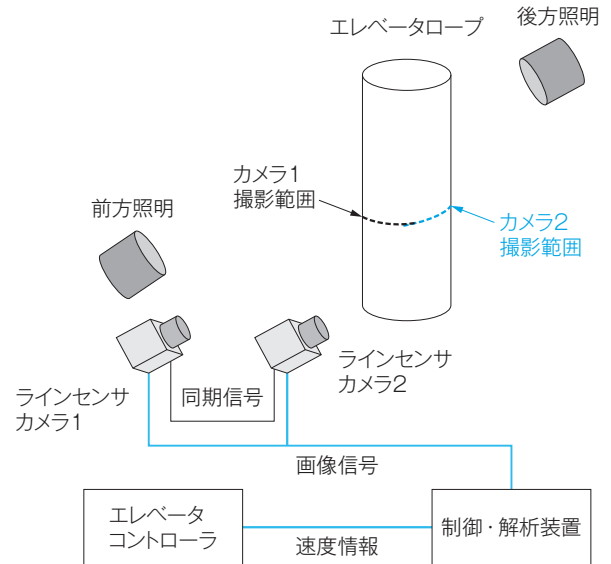 後方照明
エレベータロープ
カメラ1
撮影範囲
カメラ2
撮影範囲
前方照明
ラインセンサ
カメラ1
同期信号
ラインセンサ
カメラ2
画像信号
エレベータ
コントローラ
速度情報
制御・解析装置